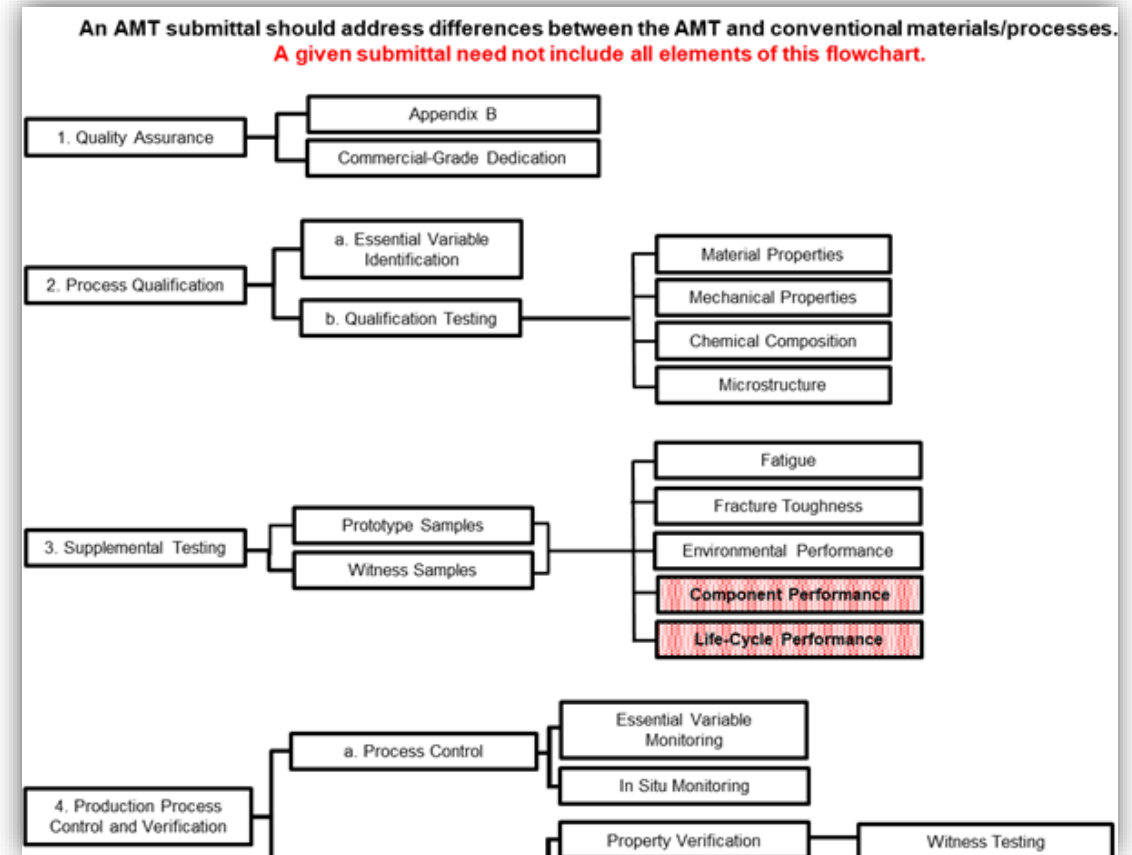 An AMT submittal should address differences between the AMT and conventional materials/processes.
A given submittal need not include all elements of this flowchart.
1. Quality Assurance
Appendix B
Commercial-Grade Dedication
2. Process Qualification
a. Essential Variable
Identification
b. Qualification Testing
Material Properties
Mechanical Properties
Chemical Composition
Microstructure
3. Supplemental Testing
Prototype Samples
Witness Samples
Fatigue
Fracture Toughness
Environmental Performance
Component Performance
Life-Cycle Performance
4. Production Process
Control and Verification
a. Process Control
Essential Variable
Monitoring
In Situ Monitoring
Property Verification
Witness Testing